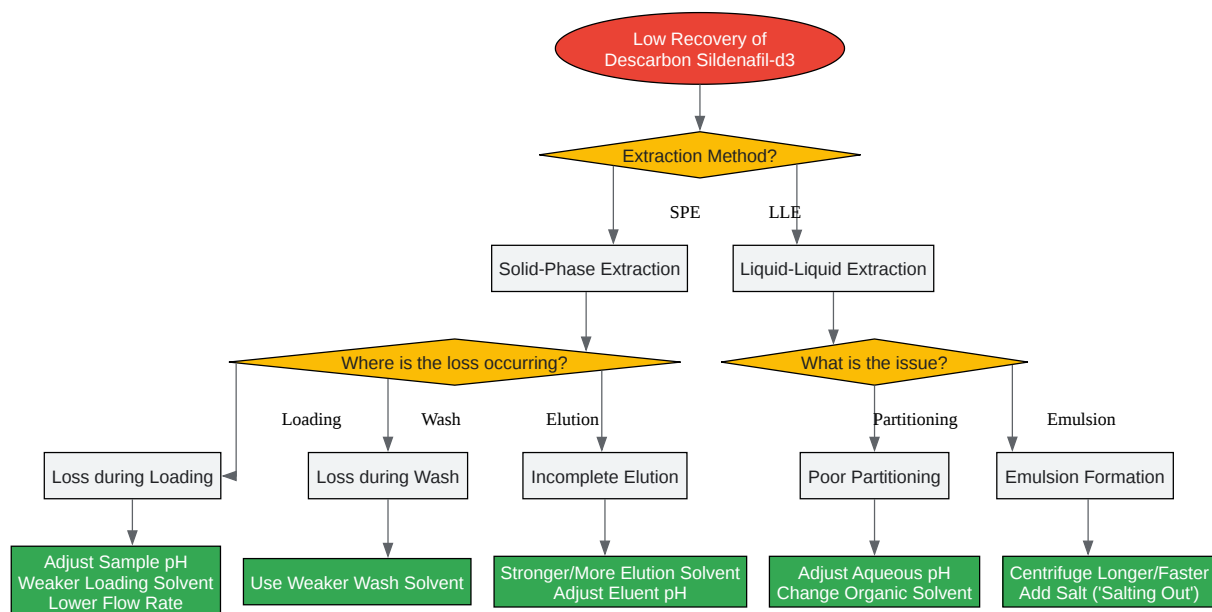 Low Recovery of
Descarbon Sildenafil-d3
Extraction Method?
SPE
LLE
Solid-Phase Extraction
Liquid-Liquid Extraction
Where is the loss occurring?
What is the issue?
Loading
Wash
Elution
Partitioning
Emulsion
Loss during Loading
Loss during Wash
Incomplete Elution
Poor Partitioning
Emulsion Formation
Adjust Sample pH
Weaker Loading Solvent
Lower Flow Rate
Use Weaker Wash Solvent
Stronger/More Elution Solvent
Adjust Eluent pH
Adjust Aqueous pH
Change Organic Solvent
Centrifuge Longer/Faster
Add Salt ('Salting Out')